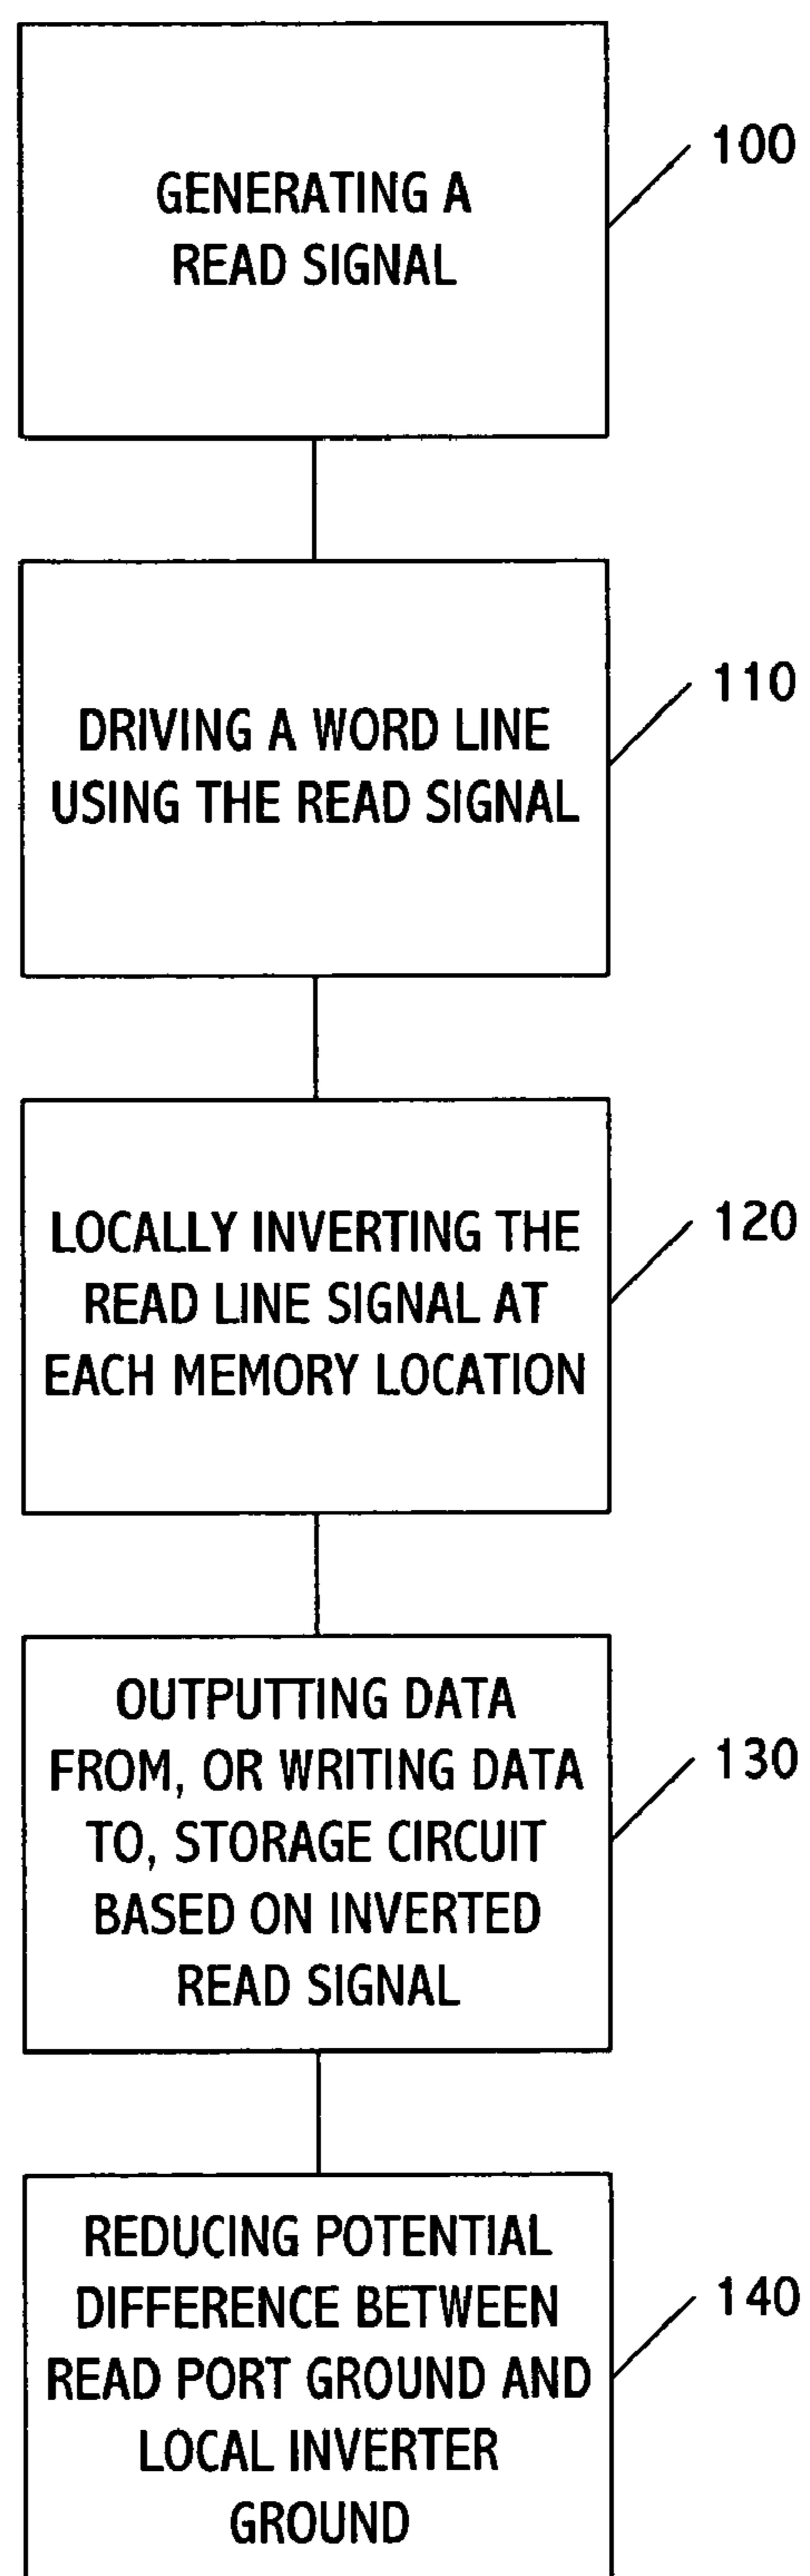 GENERATING A
READ SIGNAL
100
DRIVING A WORD LINE
USING THE READ SIGNAL
110
LOCALLY INVERTING THE
READ LINE SIGNAL AT
EACH MEMORY LOCATION
120
OUTPUTTING DATA
FROM, OR WRITING DATA
TO, STORAGE CIRCUIT
BASED ON INVERTED
READ SIGNAL
130
REDUCING POTENTIAL
DIFFERENCE BETWEEN
READ PORT GROUND AND
LOCAL INVERTER
GROUND
140